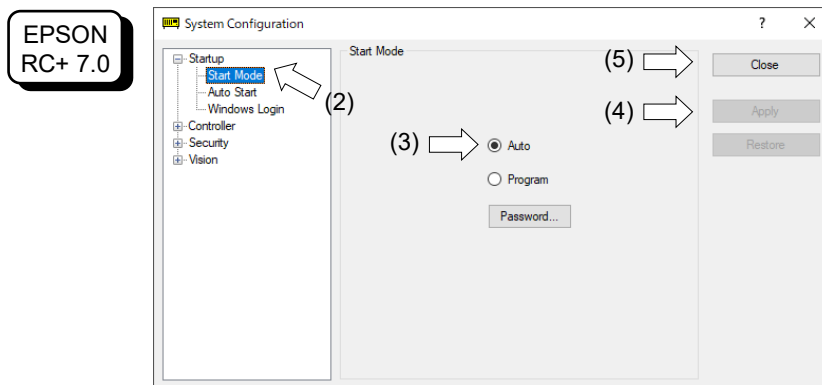 EPSON
RC+ 7.0
System Configuration
?
Startup
Start Mode
Auto Start
Windows Login
Controller
Security
Vision
(2)
Start Mode
(3)
Auto
Program
Password...
(5)
Close
(4)
Apply
Restore